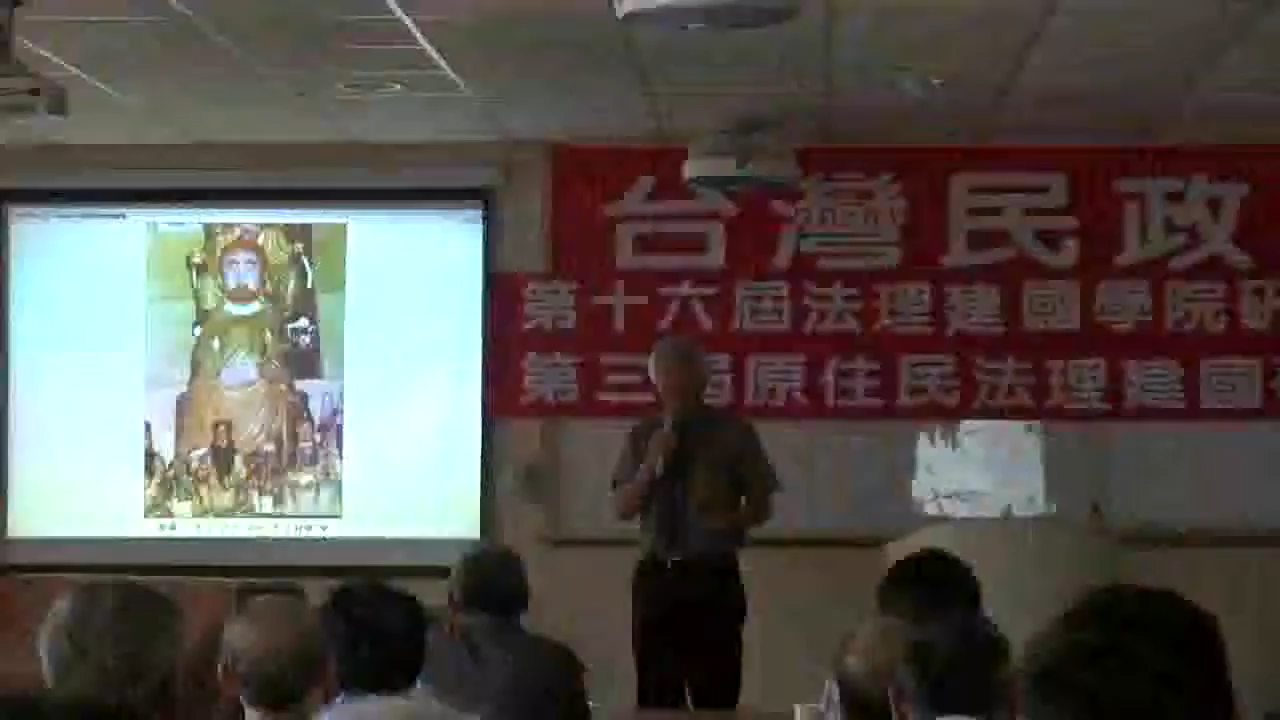 台灣民政
第十六屆法理建國學院研
第三屆原住民法理建國